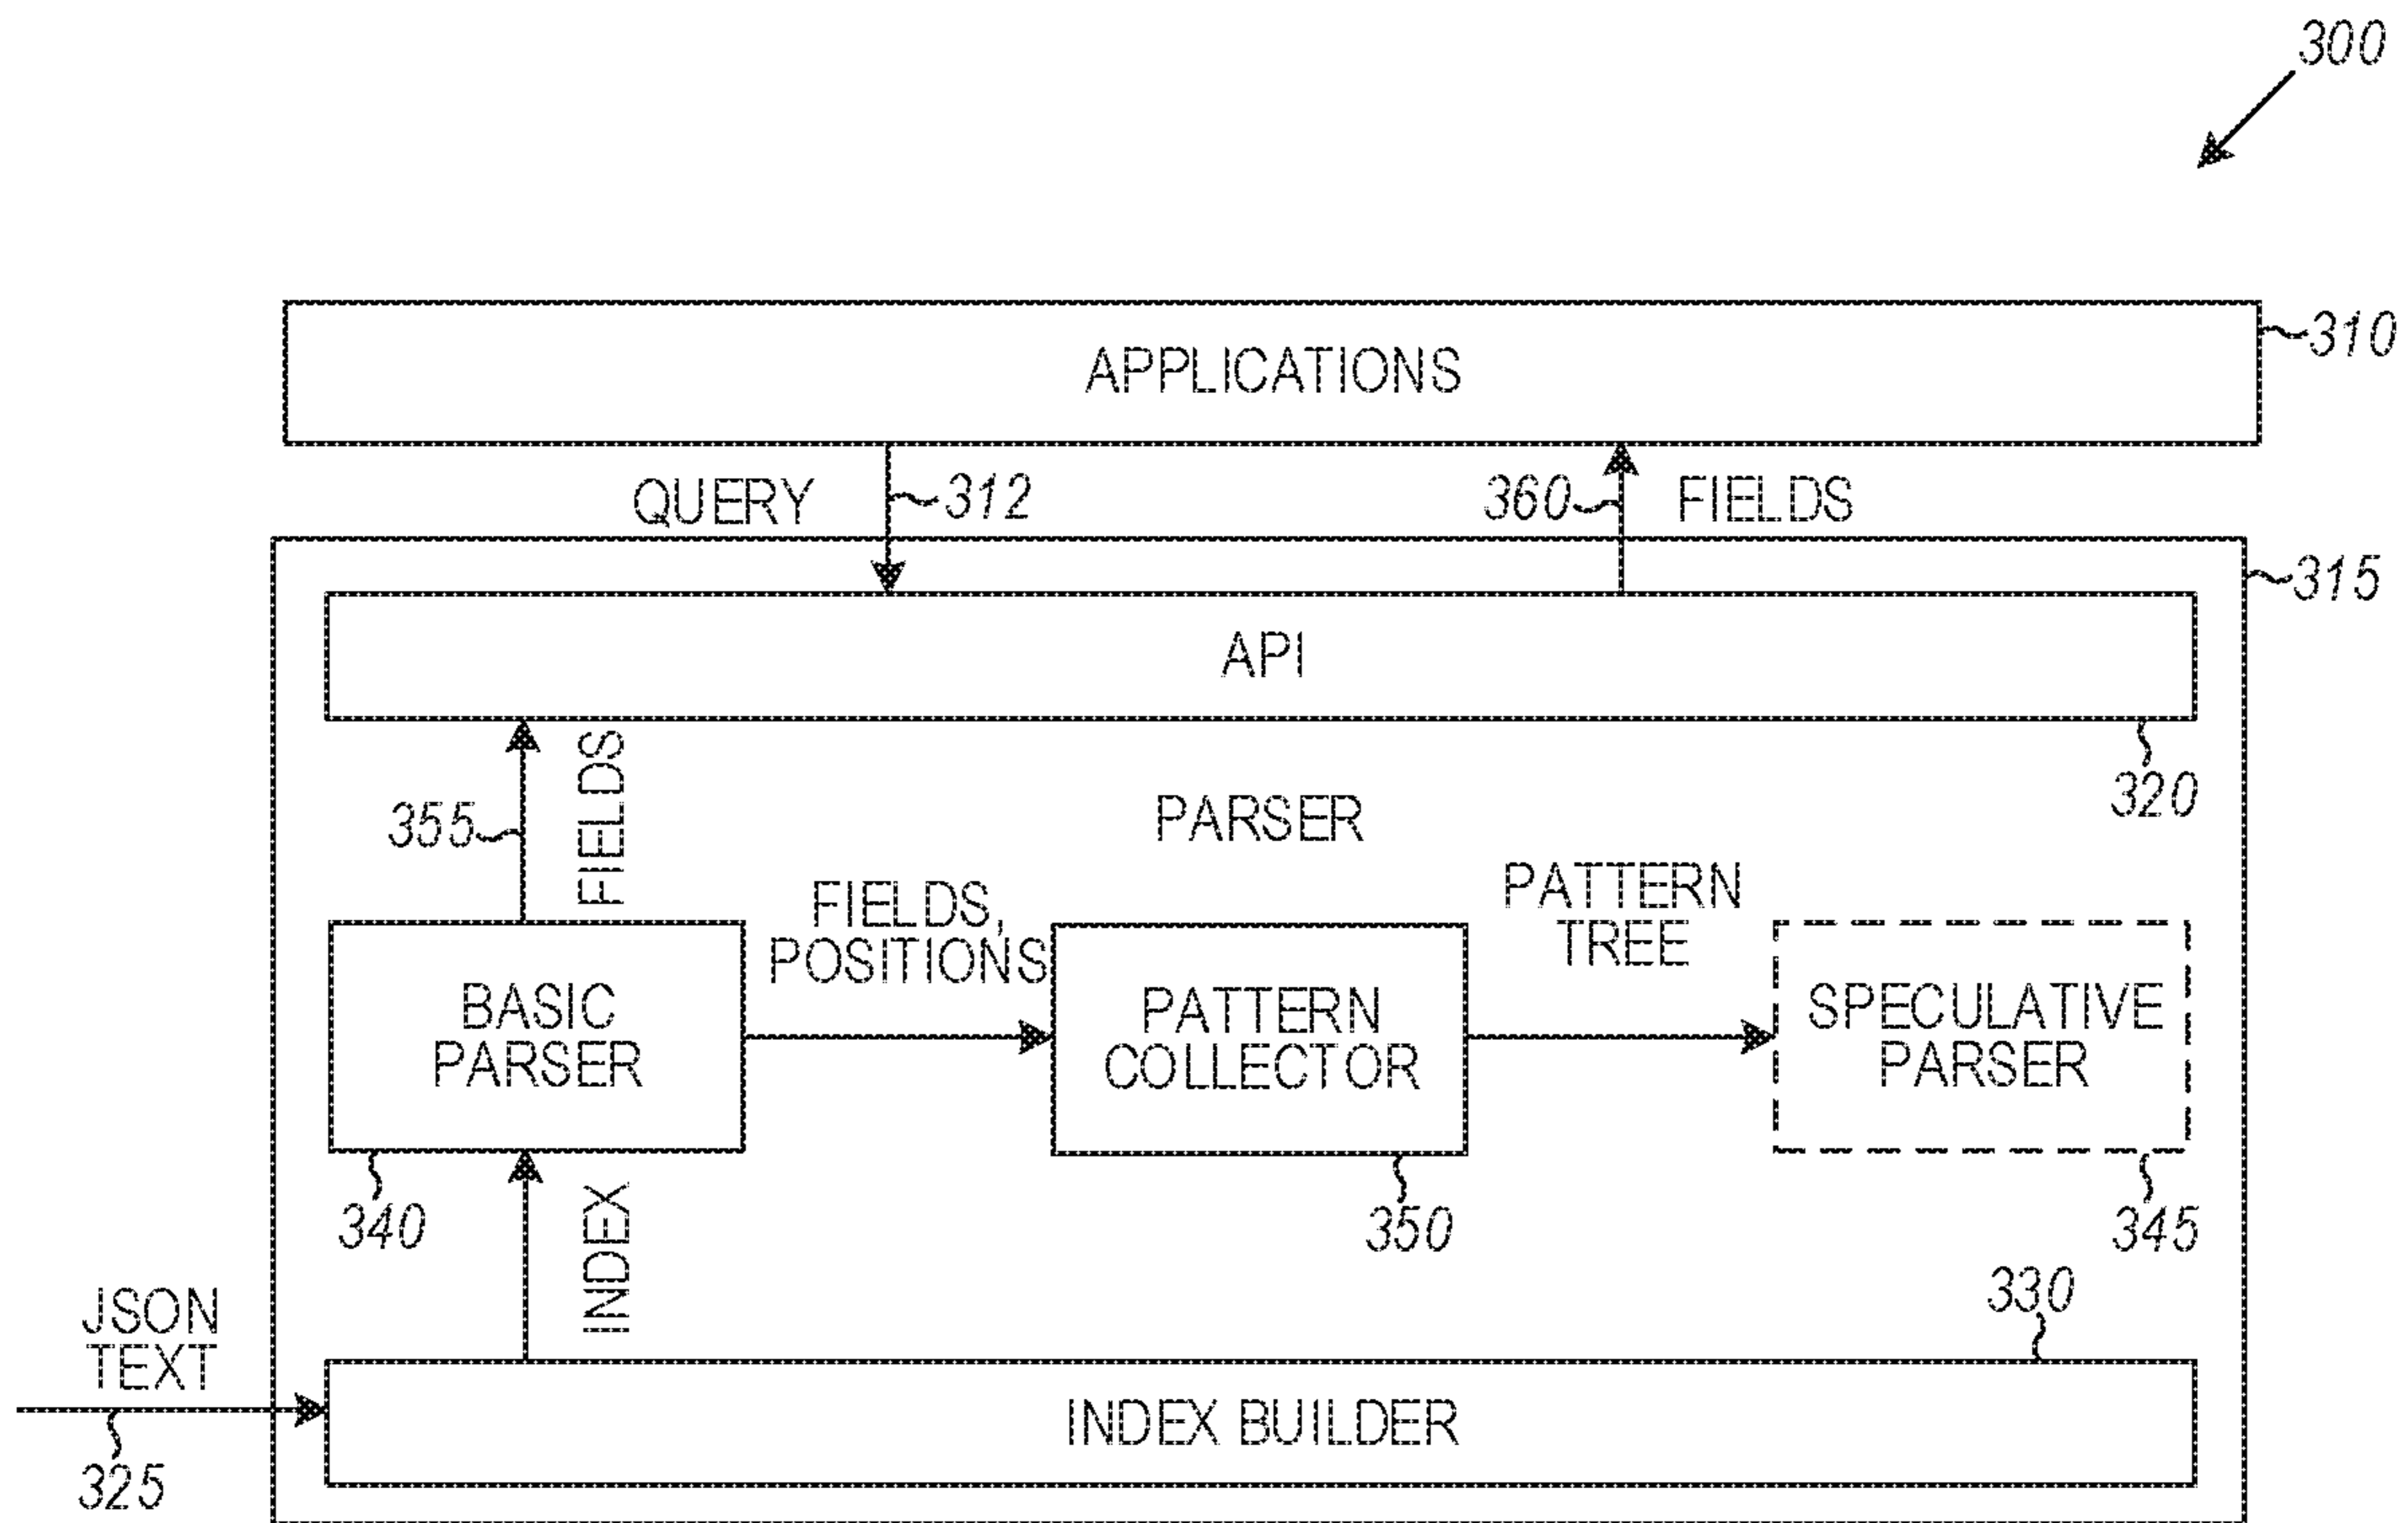 300
APPLICATIONS
310
QUERY
312
360
FIELDS
315
API
320
355
FIELDS
PARSER
FIELDS,
POSITIONS
PATTERN
TREE
BASIC
PARSER
PATTERN
COLLECTOR
SPECULATIVE
PARSER
340
INDEX
350
345
330
JSON
TEXT
325
INDEX BUILDER